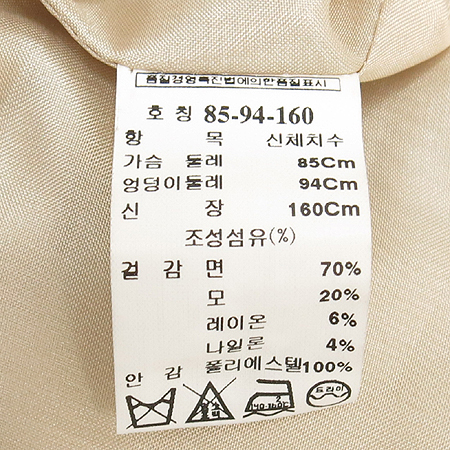 품질경영촉진법에의한품질표시
호 칭 85-94-160
항 목 신체치수
가슴 둘레 85Cm
엉덩이둘레 94Cm
신 장 160Cm
조성섬유(%)
겉 감 면 70%
모 20%
레이온 6%
나일론 4%
안 감 폴리에스텔100%
140-160℃ 드라이